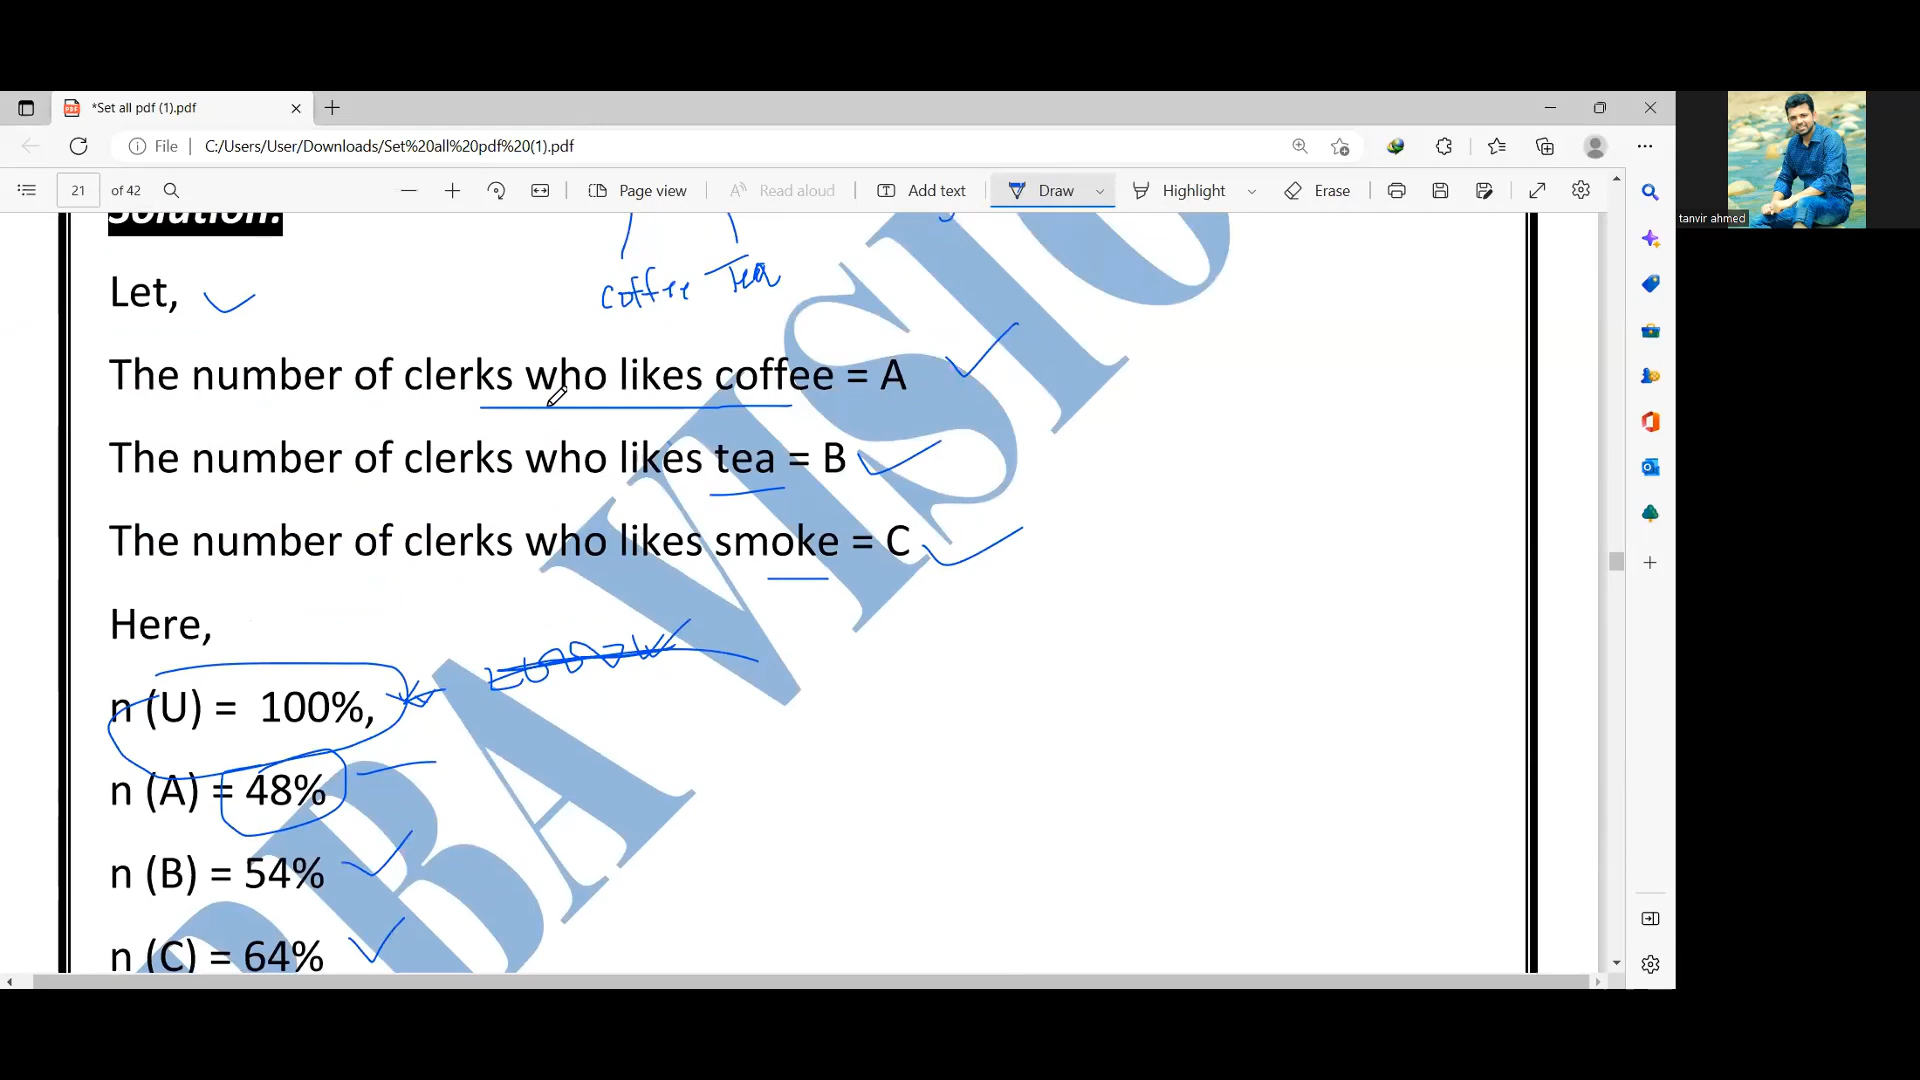 *Set all pdf (1).pdf
File
C:/Users/User/Downloads/Set%20all%20pdf%20(1).pdf
21 of 42
Page view
Read aloud
Add text
Draw
Highlight
Erase
tanvir ahmed
Solution:
coffee Tea
Let,
The number of clerks who likes coffee = A
The number of clerks who likes tea = B
The number of clerks who likes smoke = C
Here,
n (U) = 100%,
n (A) = 48%
n (B) = 54%
n (C) = 64%